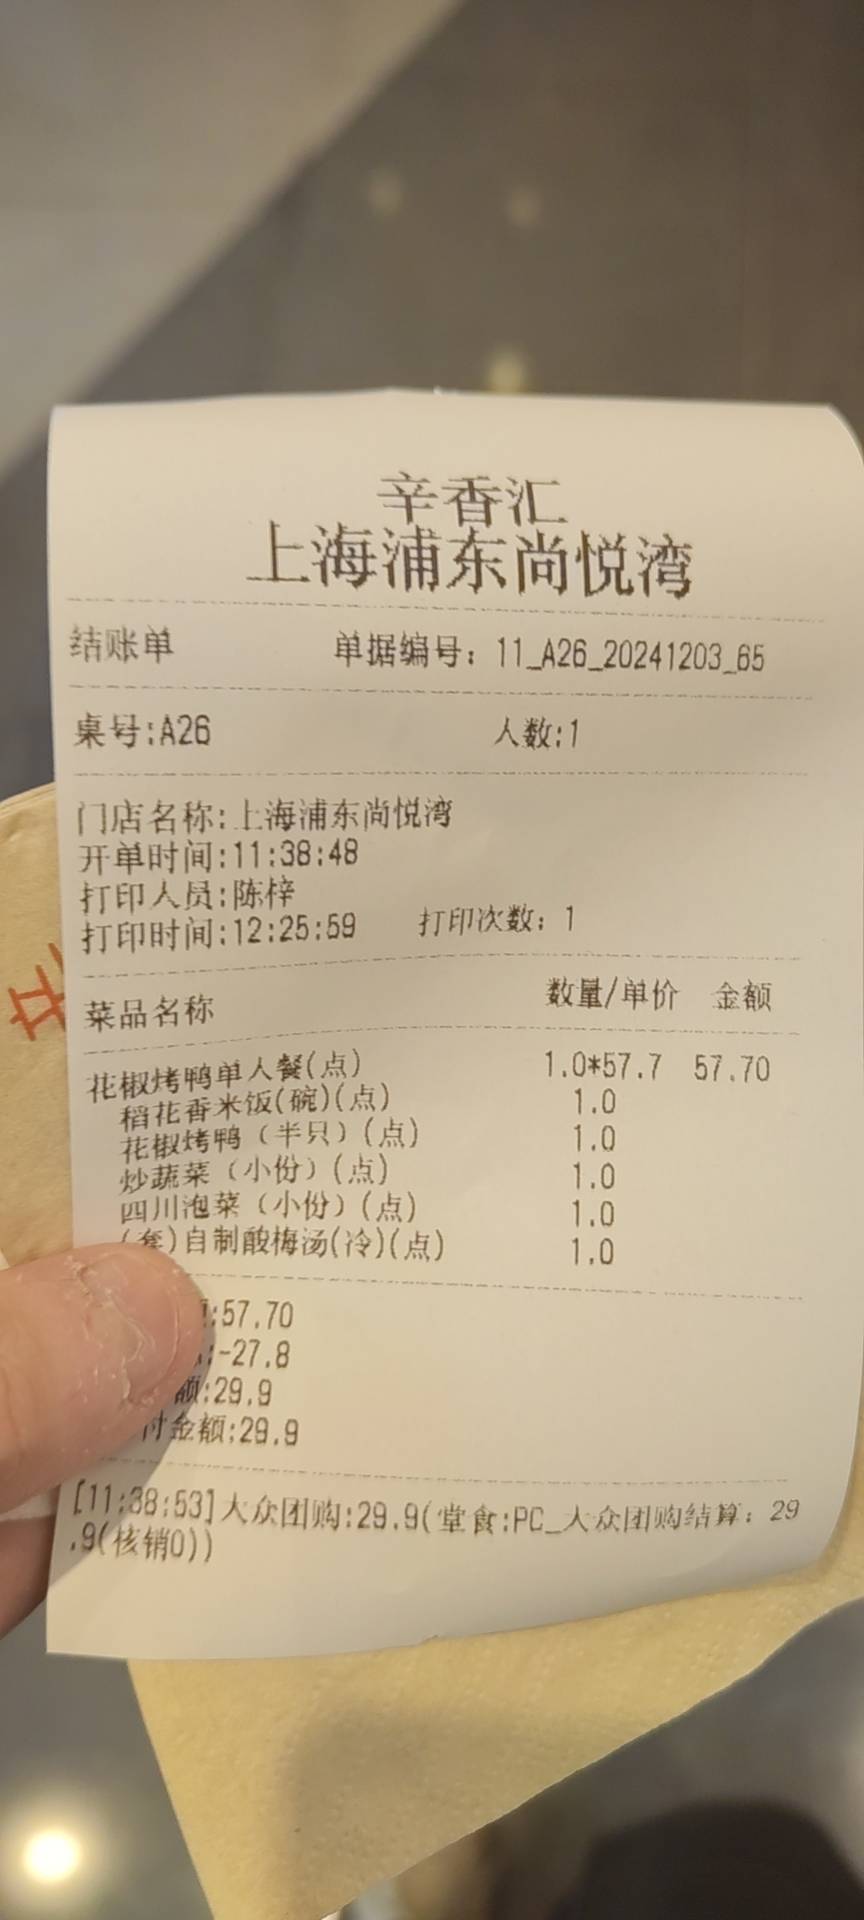 辛香汇
上海浦东尚悦湾
结账单 单据编号：11_A26_20241203_65
桌号:A26 人数:1
门店名称:上海浦东尚悦湾
开单时间:11:38:48
打印人员:陈梓
打印时间:12:25:59 打印次数：1
菜品名称 数量/单价 金额
花椒烤鸭单人餐(点) 1.0*57.7 57.70
稻花香米饭(碗)(点) 1.0
花椒烤鸭（半只）(点) 1.0
炒蔬菜（小份）(点) 1.0
四川泡菜（小份）(点) 1.0
(套)自制酸梅汤(冷)(点) 1.0
:57.70
:-27.8
额:29.9
付金额:29.9
[11:38:53]大众团购:29.9(堂食:PC_大众团购结算：29
.9(核销0))